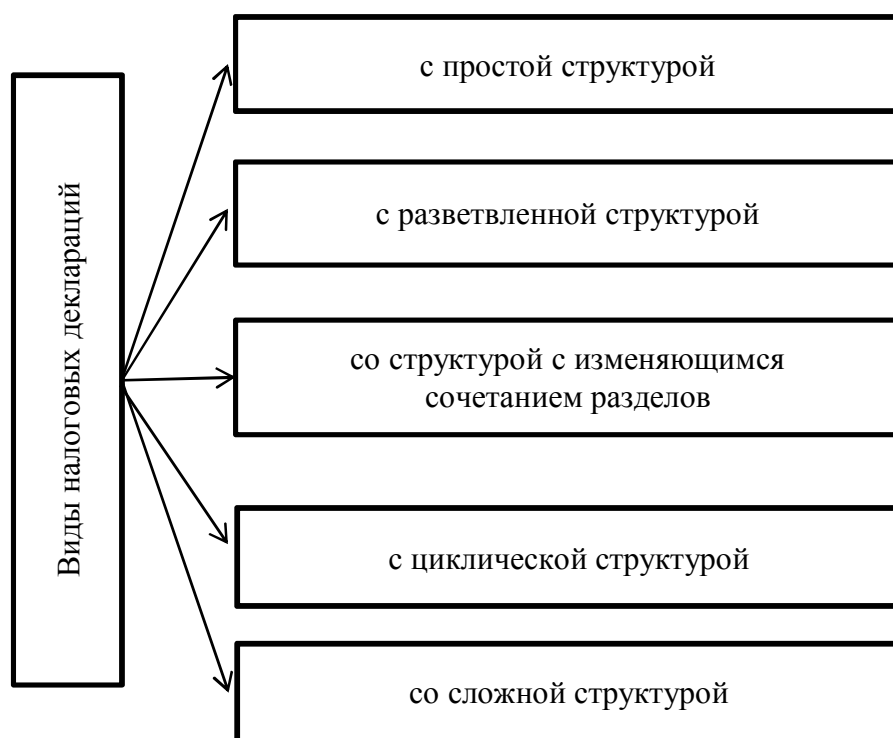 Виды налоговых деклараций
с простой структурой
с разветвленной структурой
со структурой с изменяющимся
сочетанием разделов
с циклической структурой
со сложной структурой